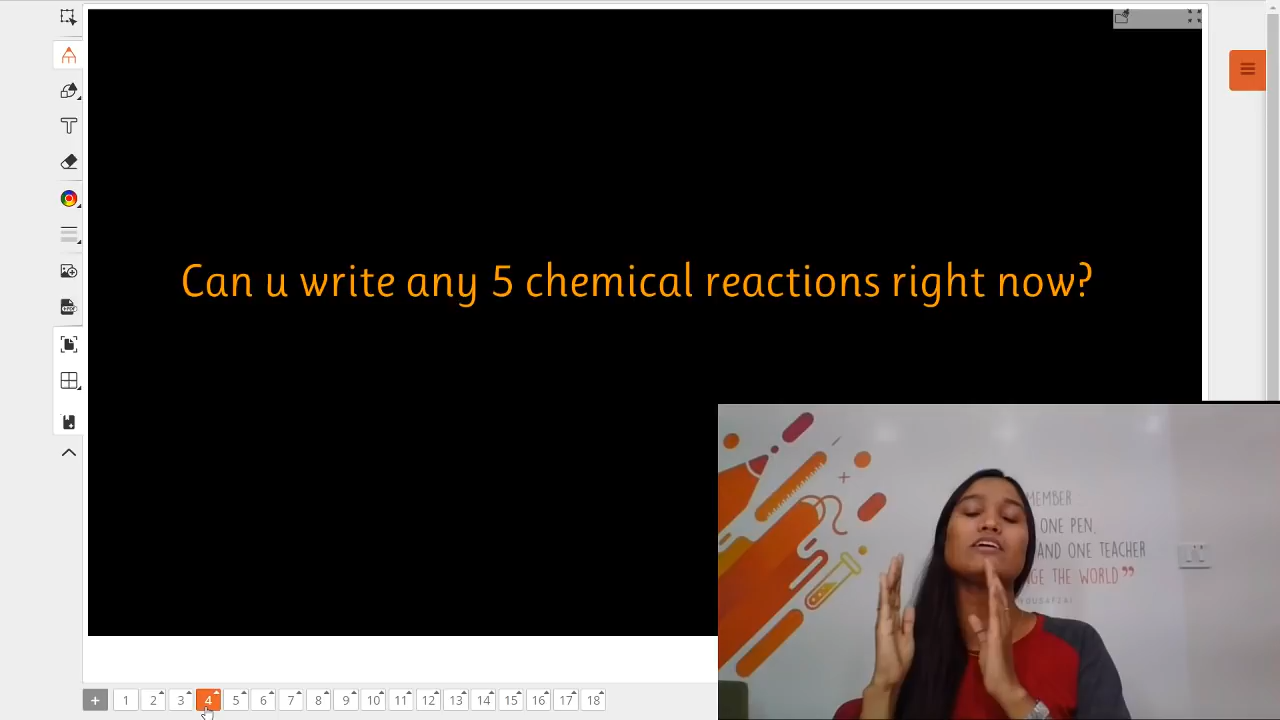 Can u write any 5 chemical reactions right now?
EMBER
ONE PEN,
AND ONE TEACHER
GE THE WORLD”
+ 1 2 3 4 5 6 7 8 9 10 11 12 13 14 15 16 17 18